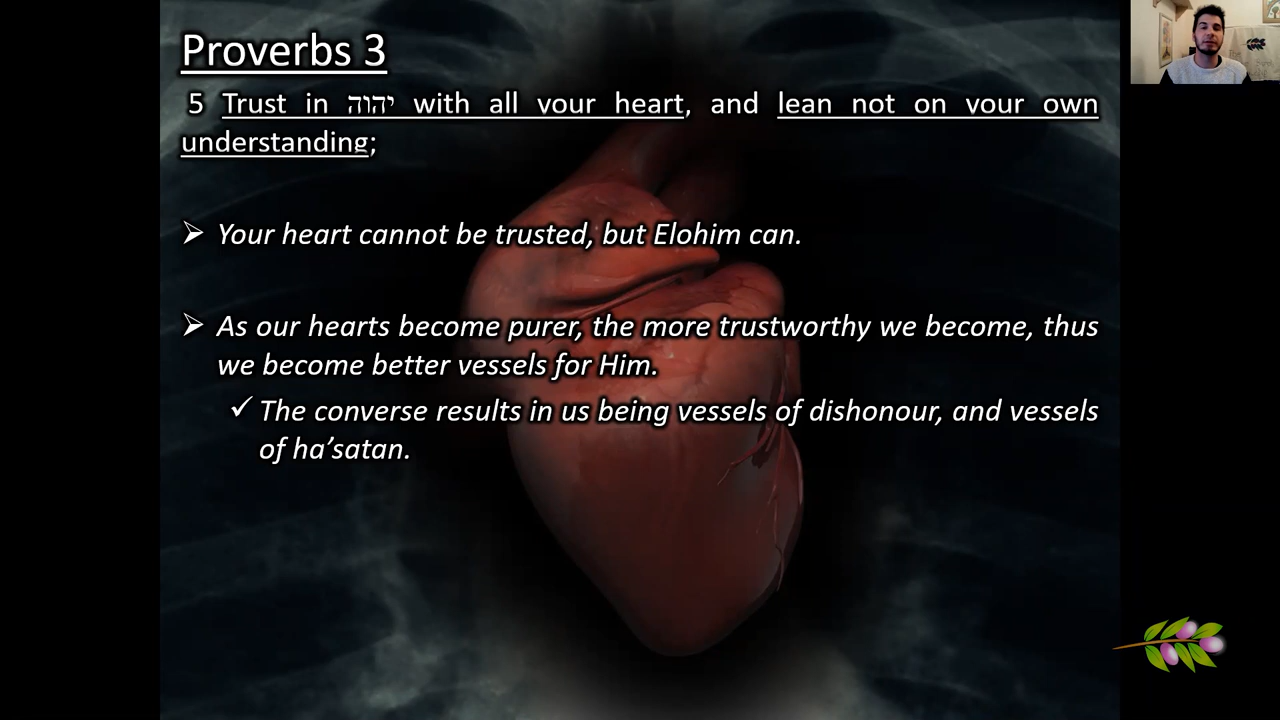 Proverbs 3
5 Trust in יהוה with all your heart, and lean not on your own
understanding;
➢ Your heart cannot be trusted, but Elohim can.
➢ As our hearts become purer, the more trustworthy we become, thus
we become better vessels for Him.
✓ The converse results in us being vessels of dishonour, and vessels
of ha’satan.